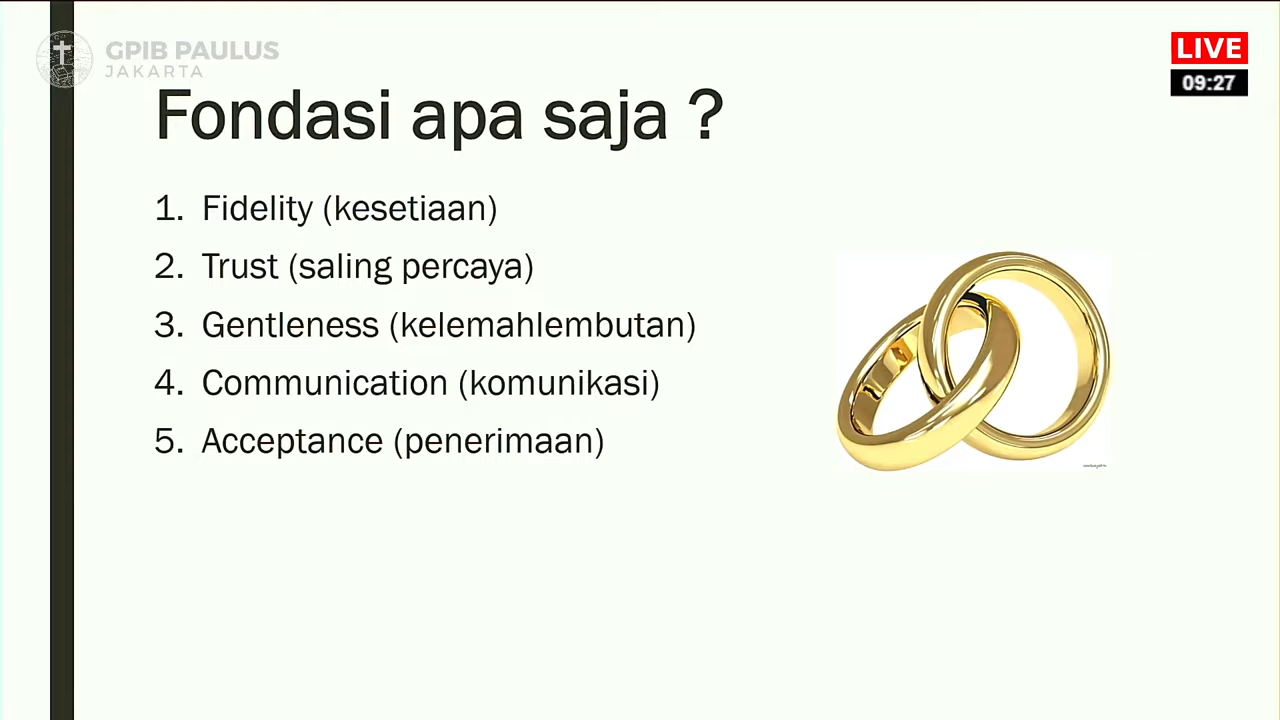 GPIB PAULUS
JAKARTA
LIVE
09:27
Fondasi apa saja ?
1. Fidelity (kesetiaan)
2. Trust (saling percaya)
3. Gentleness (kelemahlembutan)
4. Communication (komunikasi)
5. Acceptance (penerimaan)